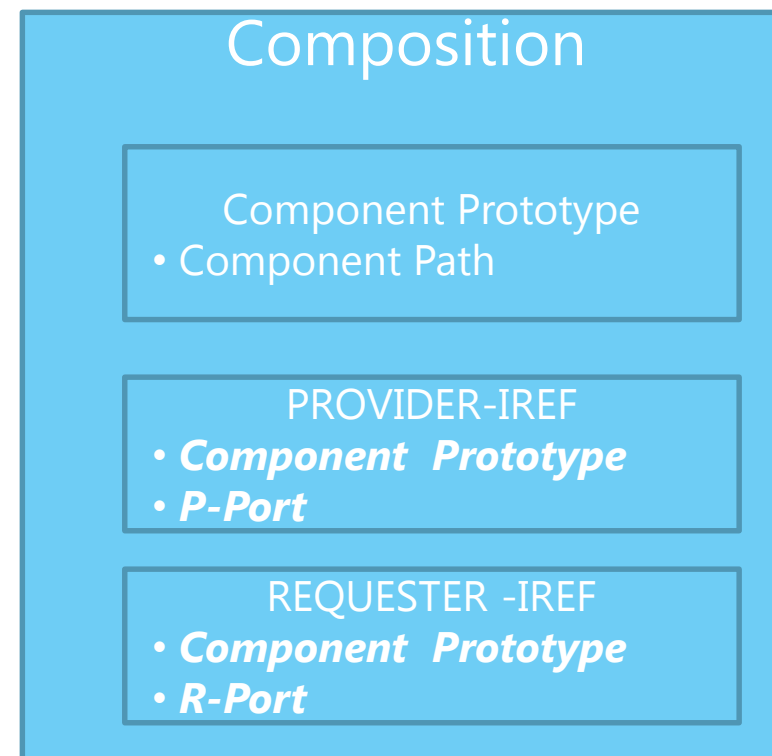 Composition
Component Prototype
• Component Path
PROVIDER-IREF
• Component Prototype
• P-Port
REQUESTER -IREF
• Component Prototype
• R-Port